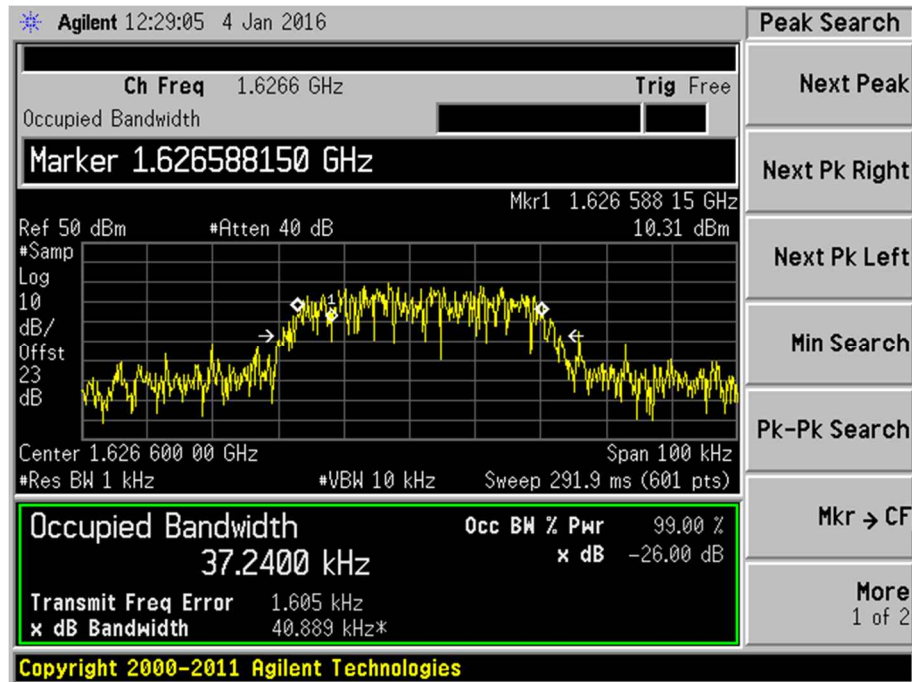 Agilent 12:29:05 4 Jan 2016
Peak Search
Ch Freq 1.6266 GHz Trig Free
Occupied Bandwidth
Marker 1.626588150 GHz
Mkr1 1.626 588 15 GHz
Ref 50 dBm #Atten 40 dB 10.31 dBm
#Samp
Log
10
dB/
Offst
23
dB
1
Center 1.626 600 00 GHz Span 100 kHz
#Res BW 1 kHz #VBW 10 kHz Sweep 291.9 ms (601 pts)
Occupied Bandwidth
37.2400 kHz
Occ BW % Pwr 99.00 %
x dB -26.00 dB
Transmit Freq Error 1.605 kHz
x dB Bandwidth 40.889 kHz*
Copyright 2000-2011 Agilent Technologies
Next Peak
Next Pk Right
Next Pk Left
Min Search
Pk-Pk Search
Mkr → CF
More
1 of 2